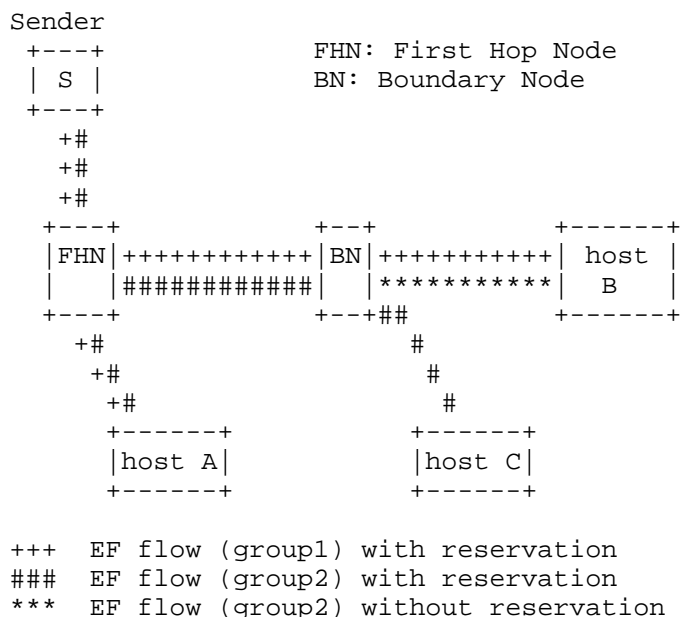 Sender
+---+ FHN: First Hop Node
| S | BN: Boundary Node
+---+
+#
+#
+#
+---+ +--+ +------+
|FHN|++++++++++++|BN|+++++++++++| host |
| |############| |***********| B |
+---+ +--+## +------+
+# #
+# #
+# #
+------+ +------+
|host A| |host C|
+------+ +------+
+++ EF flow (group1) with reservation
### EF flow (group2) with reservation
*** EF flow (group2) without reservation